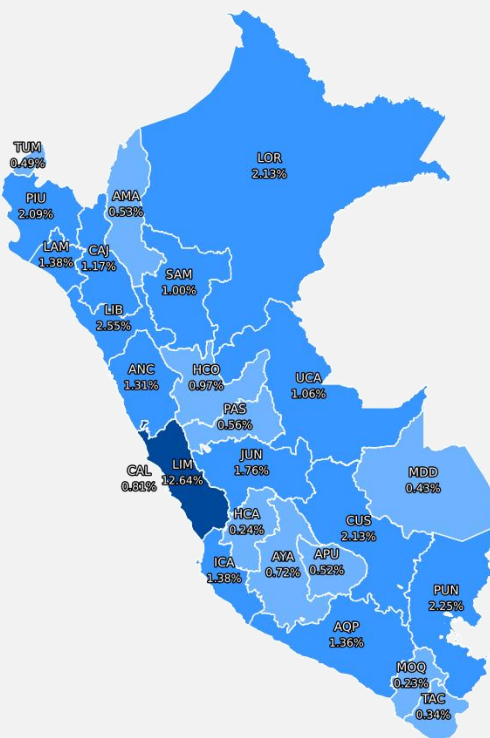 TUM
0.49%
LOR
2.13%
PIU
2.09%
AMA
0.53%
LAM
1.38%
CAJ
1.17%
SAM
1.00%
LIB
2.55%
ANC
1.31%
HCO
0.97%
UCA
1.06%
PAS
0.56%
CAL
0.81%
LIM
12.64%
JUN
1.76%
MDD
0.43%
HCA
0.24%
CUS
2.13%
ICA
1.38%
AYA
0.72%
APU
0.52%
PUN
2.25%
AQP
1.36%
MOQ
0.23%
TAC
0.34%